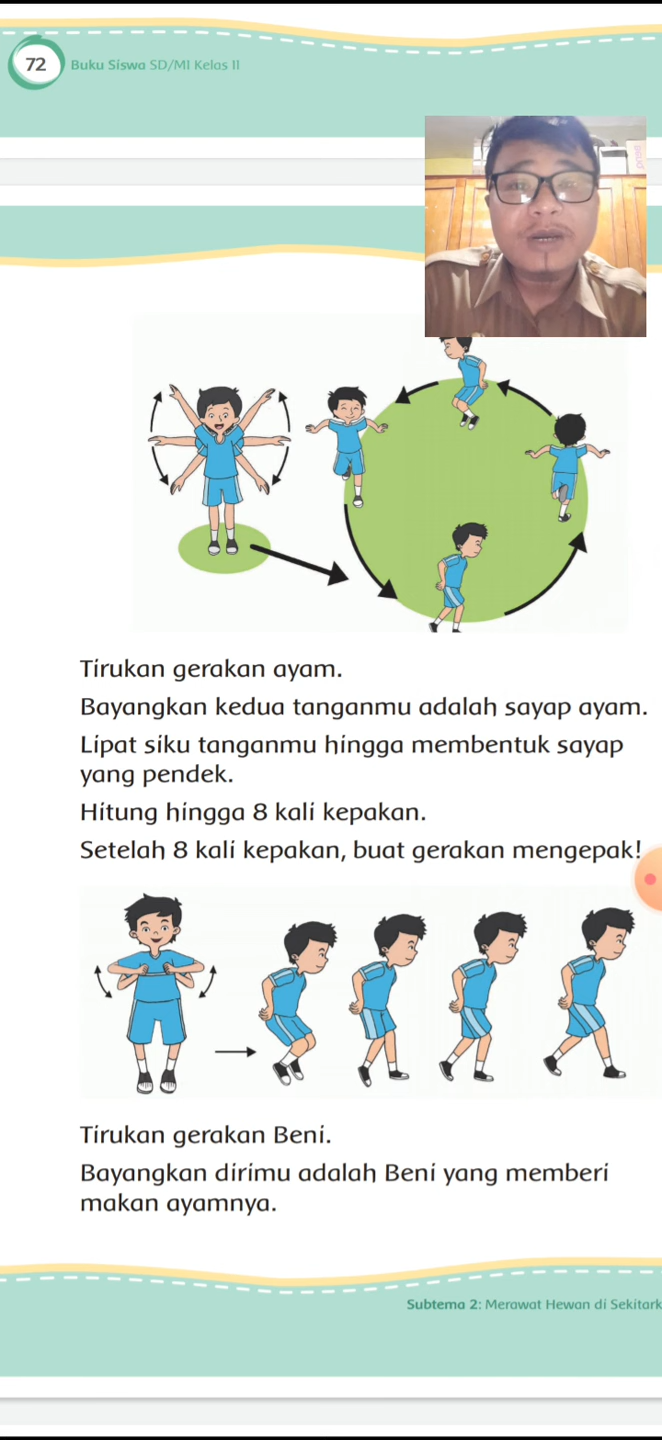 72
Buku Siswa SD/MI Kelas II
Tirukan gerakan ayam.
Bayangkan kedua tanganmu adalah sayap ayam.
Lipat siku tanganmu hingga membentuk sayap
yang pendek.
Hitung hingga 8 kali kepakan.
Setelah 8 kali kepakan, buat gerakan mengepak!
Tirukan gerakan Beni.
Bayangkan dirimu adalah Beni yang memberi
makan ayamnya.
Subtema 2: Merawat Hewan di Sekitark